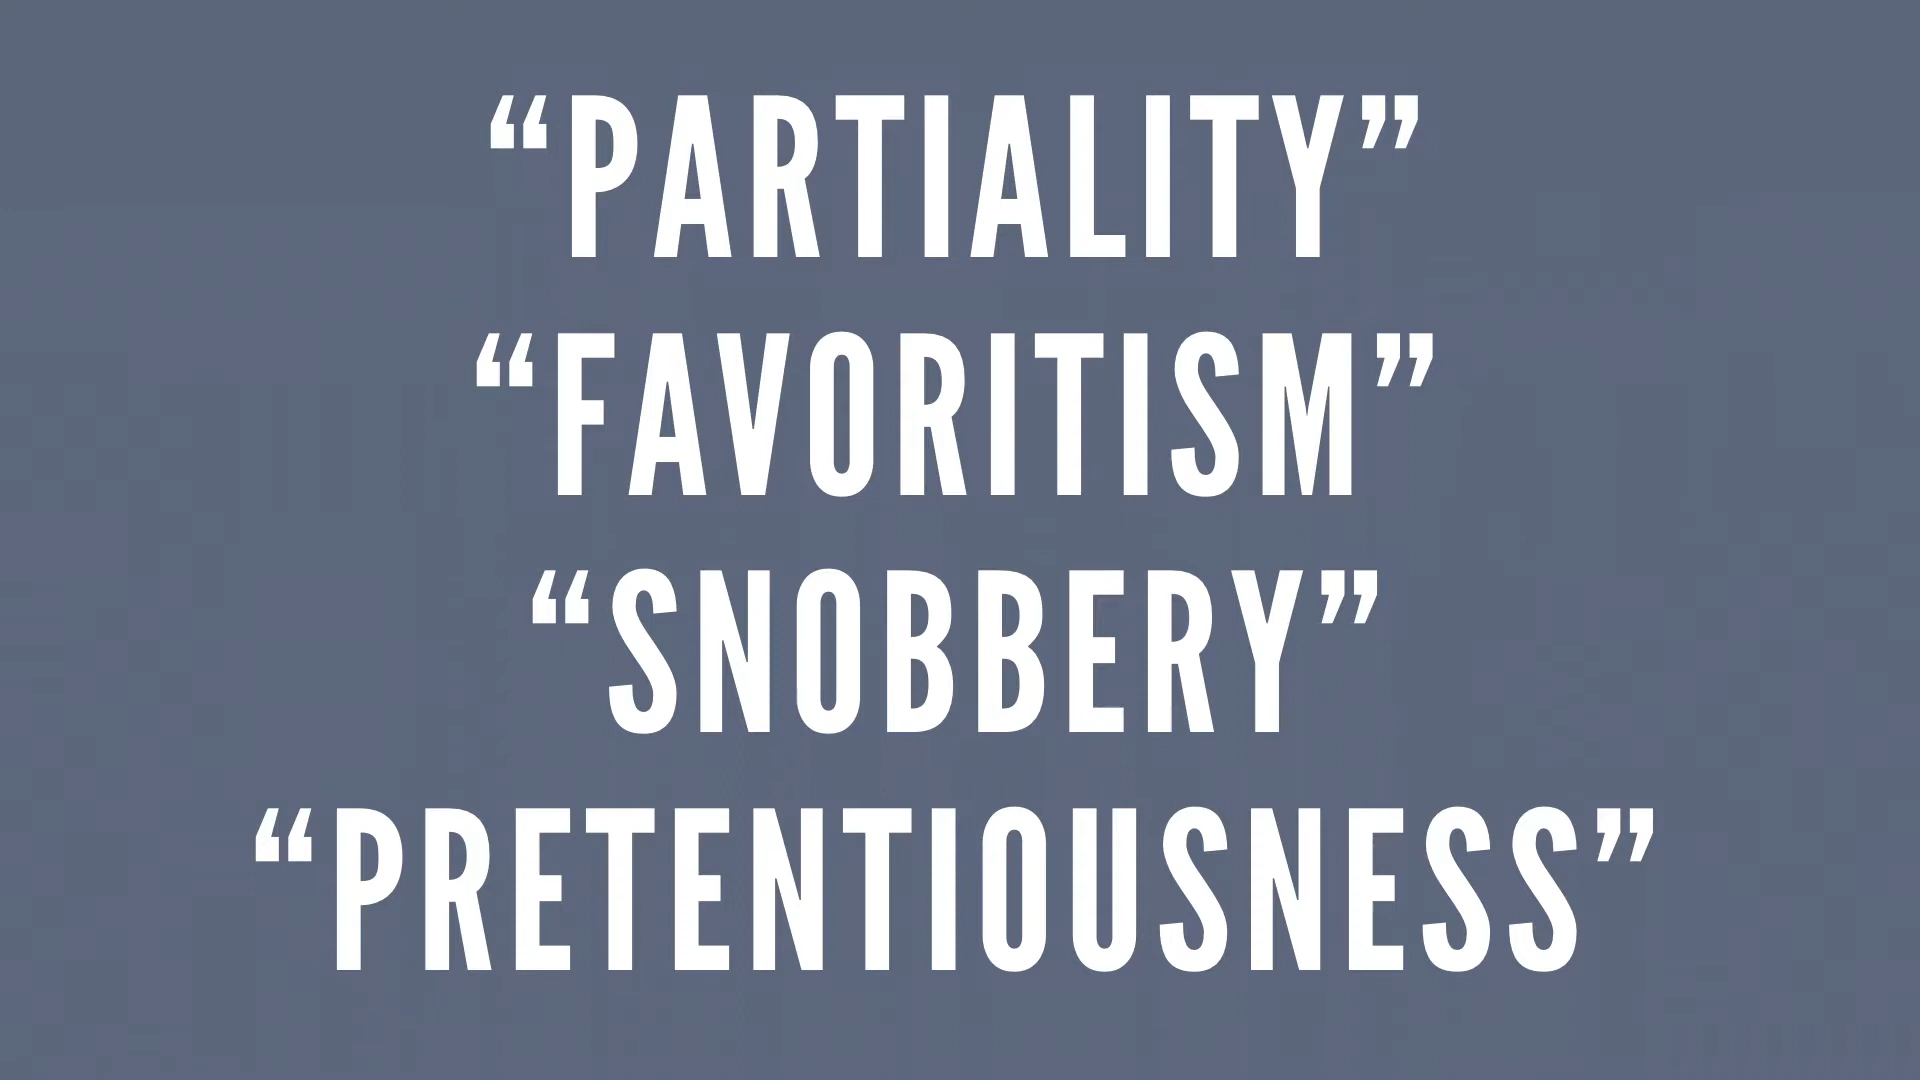 “PARTIALITY”
“FAVORITISM”
“SNOBBERY”
“PRETENTIOUSNESS”